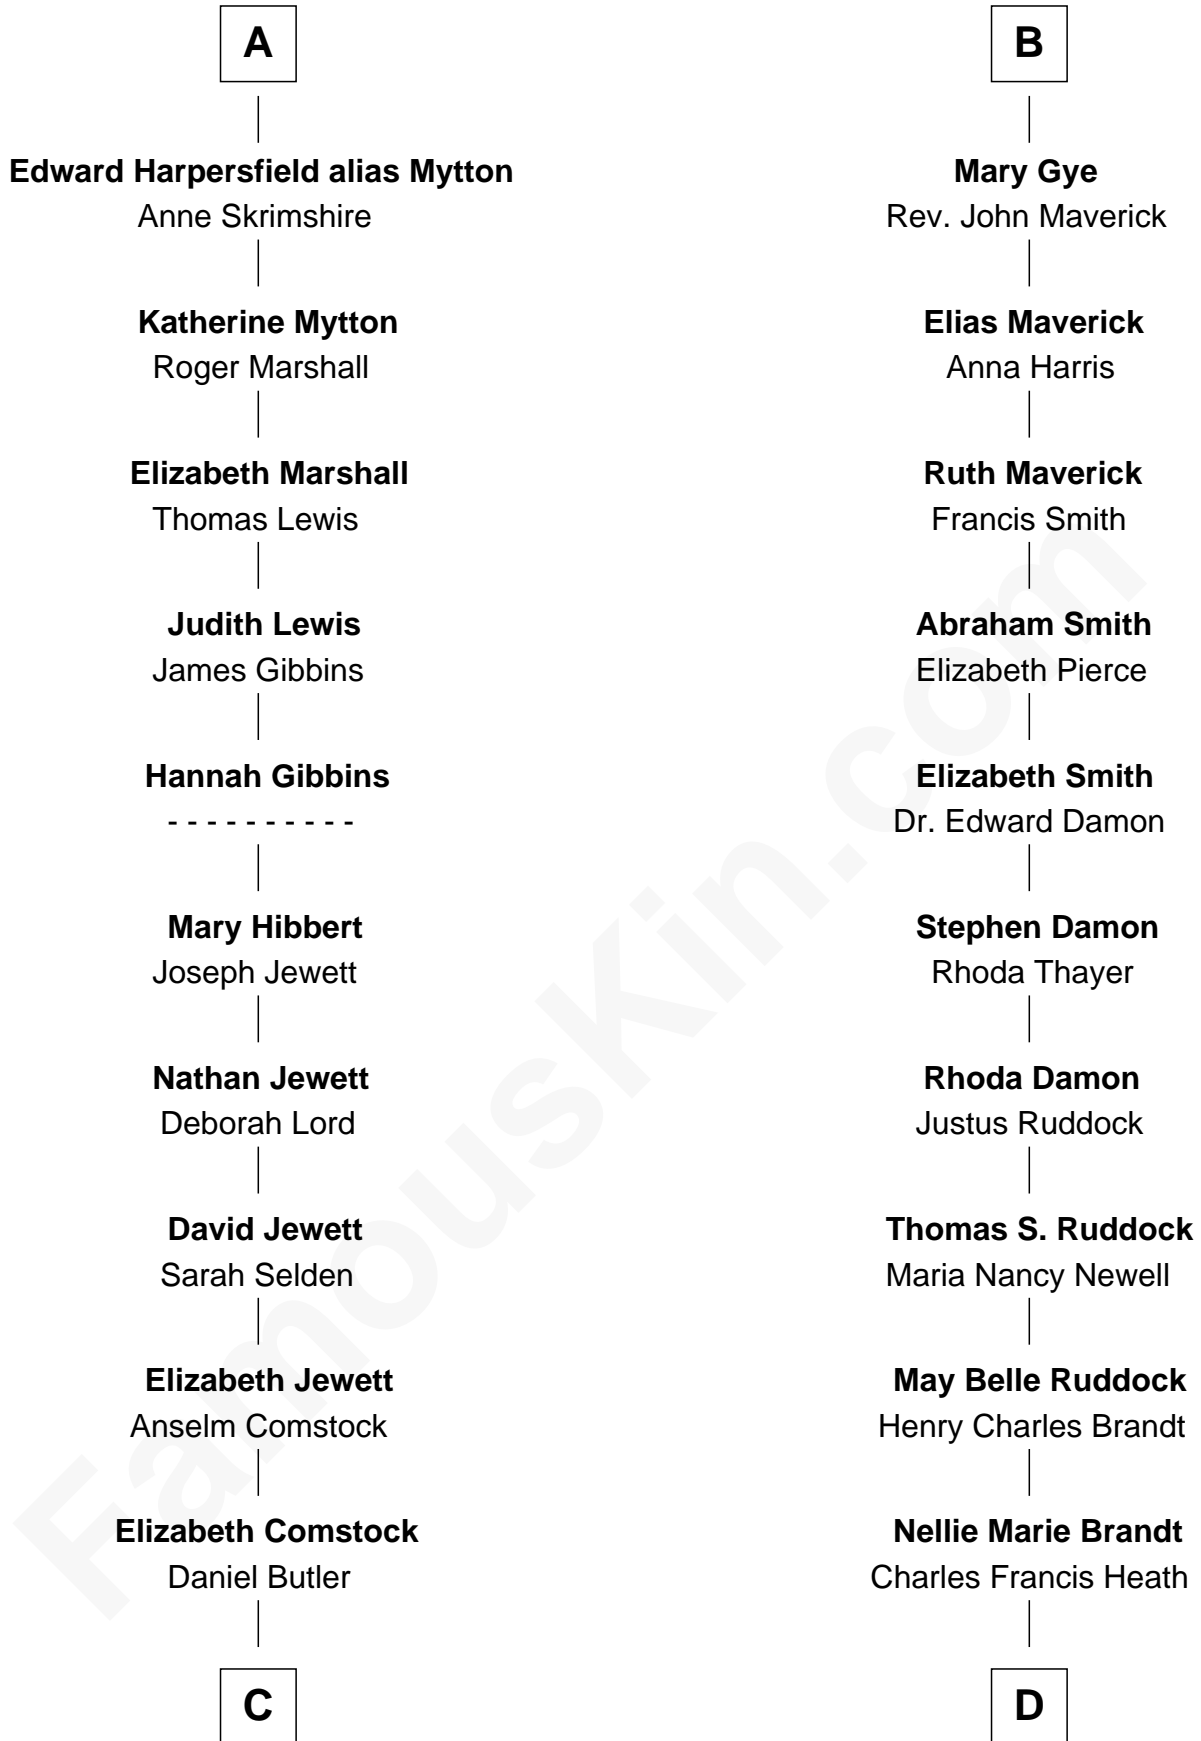 A
Edward Harpersfield alias Mytton
Anne Skrimshire
Katherine Mytton
Roger Marshall
Elizabeth Marshall
Thomas Lewis
Judith Lewis
James Gibbins
Hannah Gibbins
- - - - - - - - - -
Mary Hibbert
Joseph Jewett
Nathan Jewett
Deborah Lord
David Jewett
Sarah Selden
Elizabeth Jewett
Anselm Comstock
Elizabeth Comstock
Daniel Butler
C
B
Mary Gye
Rev. John Maverick
Elias Maverick
Anna Harris
Ruth Maverick
Francis Smith
Abraham Smith
Elizabeth Pierce
Elizabeth Smith
Dr. Edward Damon
Stephen Damon
Rhoda Thayer
Rhoda Damon
Justus Ruddock
Thomas S. Ruddock
Maria Nancy Newell
May Belle Ruddock
Henry Charles Brandt
Nellie Marie Brandt
Charles Francis Heath
D
FamousKin.com